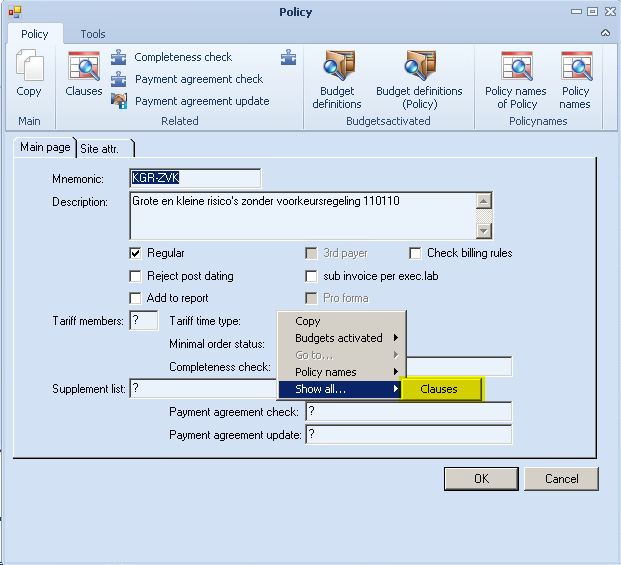 Policy
Policy Tools
Copy
Clauses
Completeness check
Payment agreement check
Payment agreement update
Budget definitions
Budget definitions (Policy)
Policy names of Policy
Policy names
Main
Related
Budgetsactivated
Policynames
Main page Site attr.
Mnemonic: KGR-ZVK
Description: Grote en kleine risico's zonder voorkeursregeling 110110
Regular 3rd payer Check billing rules
Reject post dating sub invoice per exec.lab
Add to report Pro forma
Tariff members: ? Tariff time type:
Minimal order status:
Completeness check:
Supplement list: ?
Copy
Budgets activated
Go to...
Policy names
Show all... Clauses
Payment agreement check: ?
Payment agreement update: ?
OK Cancel